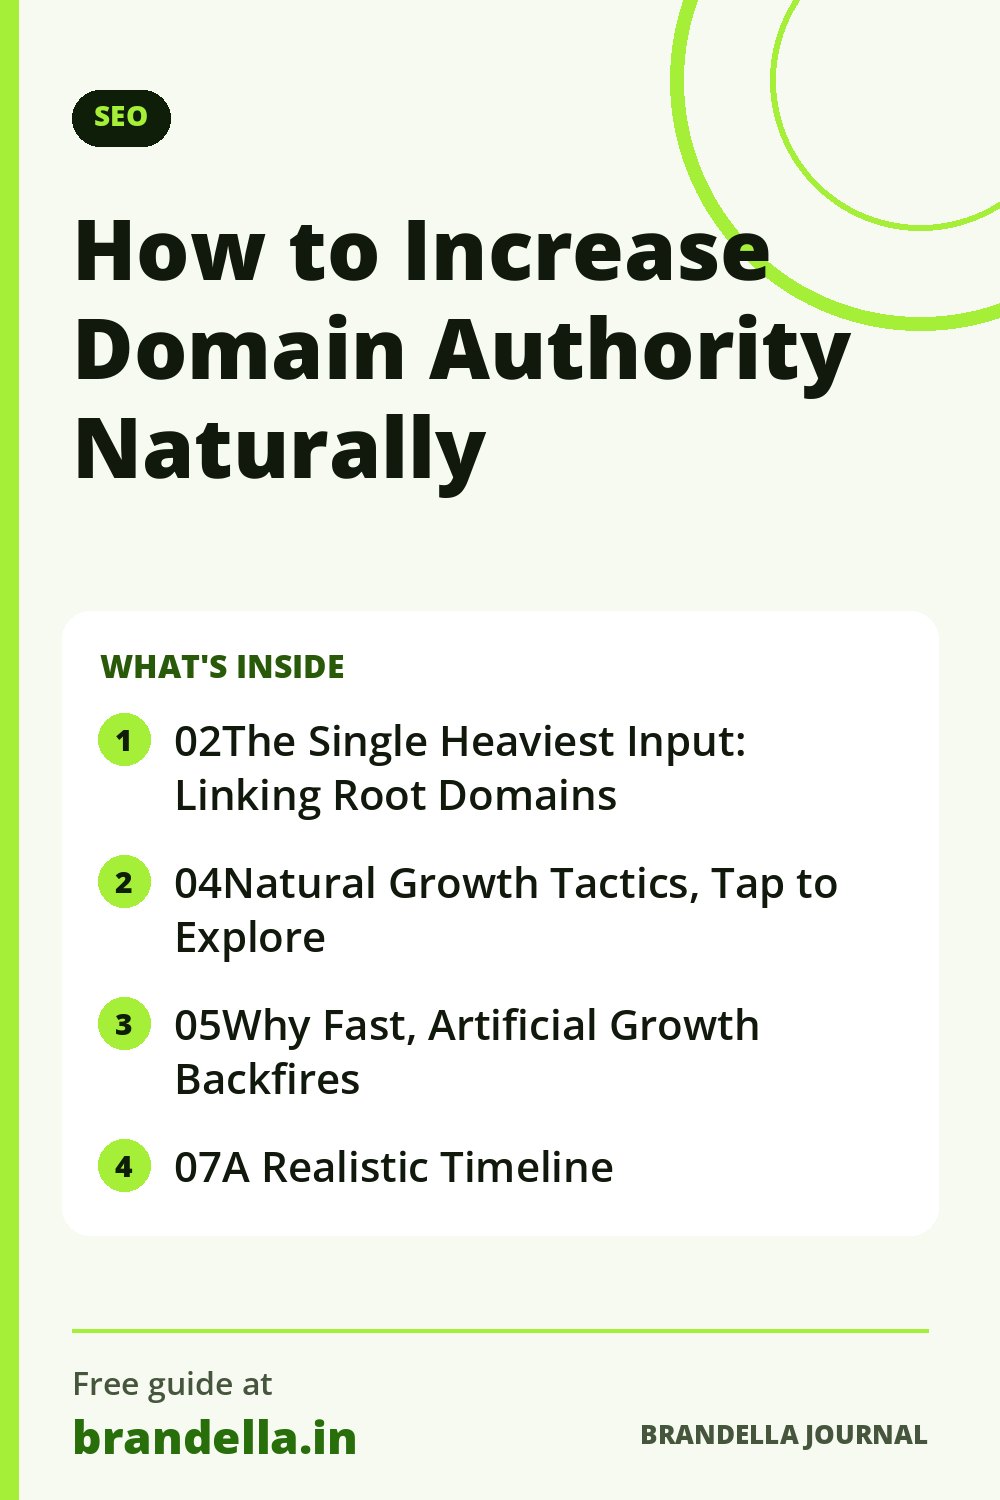 SEO
How to Increase
Domain Authority
Naturally
WHAT'S INSIDE
1 02The Single Heaviest Input:
Linking Root Domains
2 04Natural Growth Tactics, Tap to
Explore
3 05Why Fast, Artificial Growth
Backfires
4 07A Realistic Timeline
Free guide at
brandella.in
BRANDELLA JOURNAL